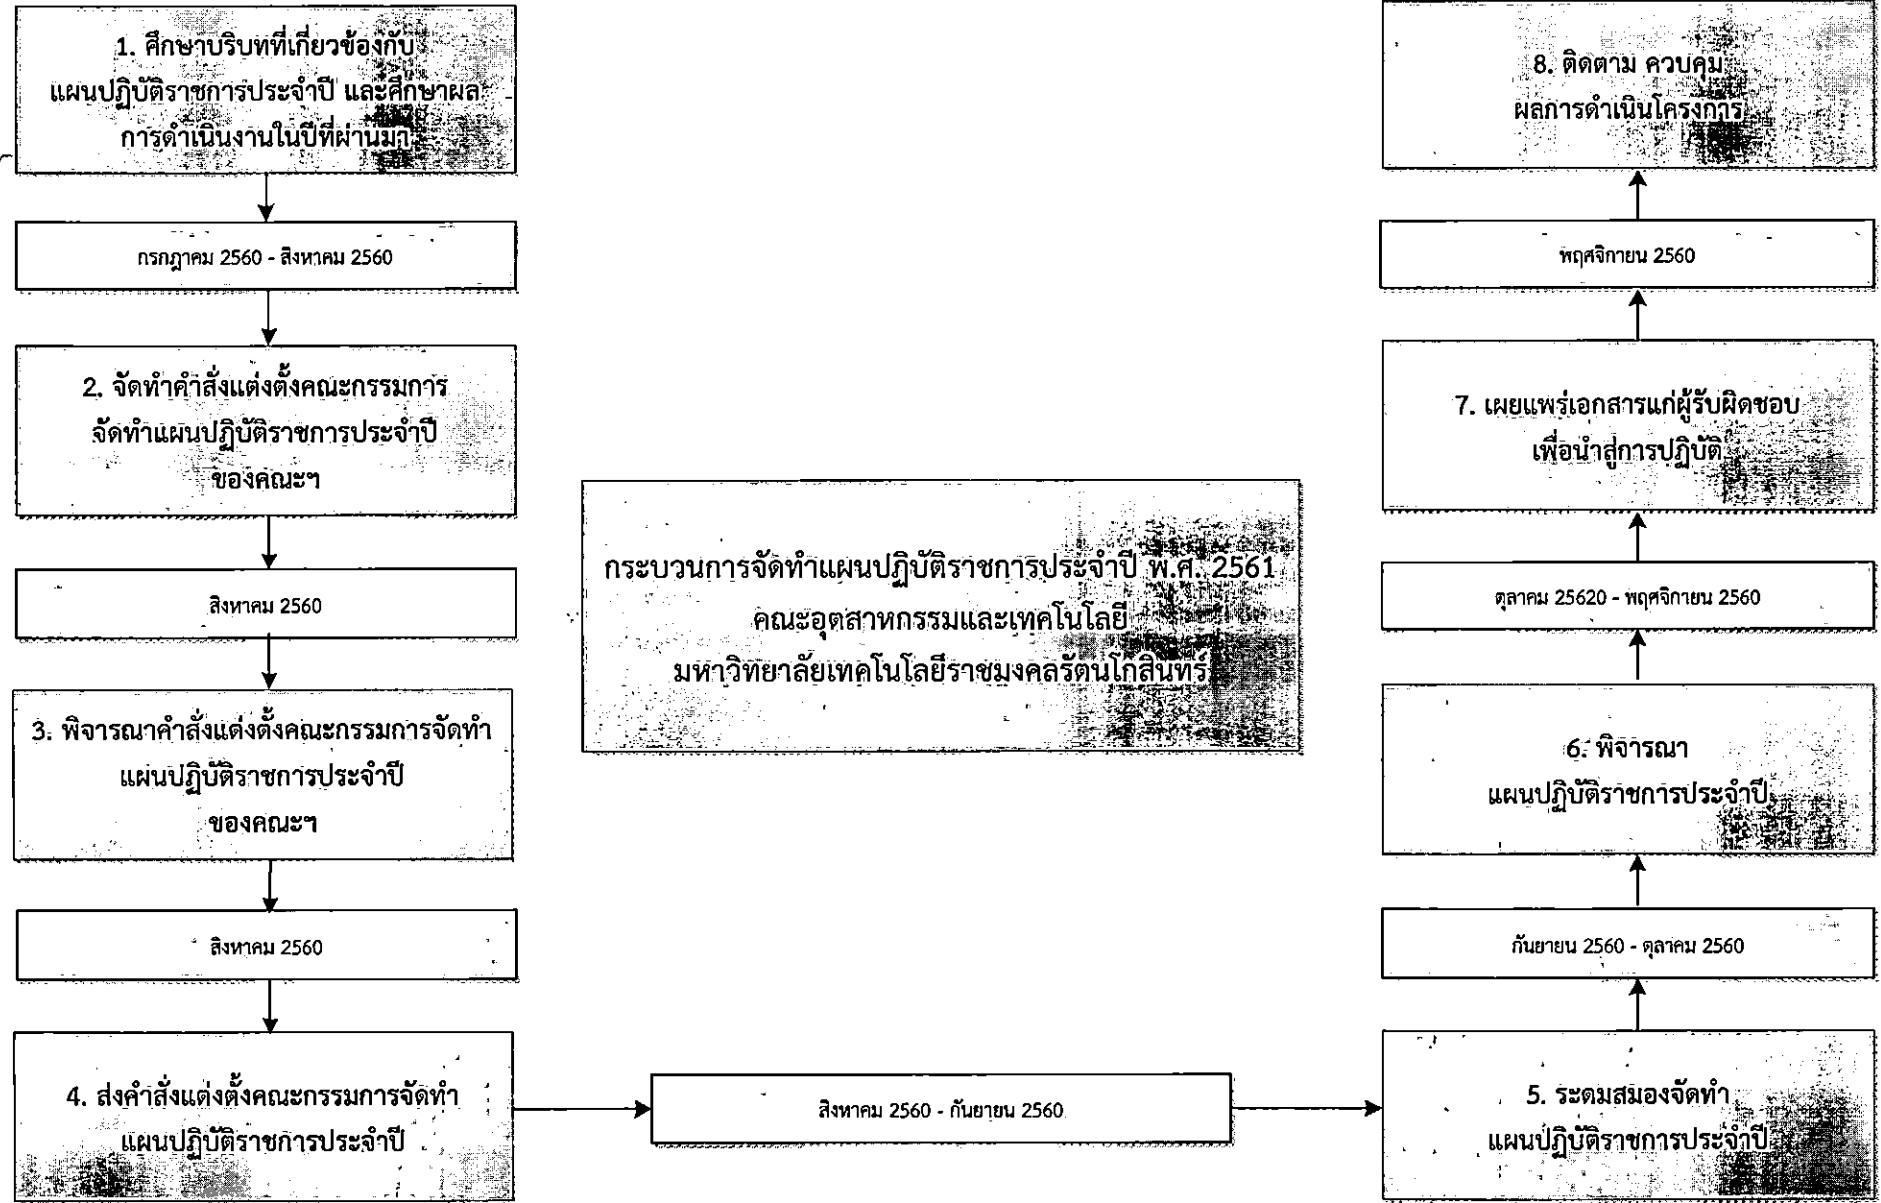 1. ศึกษาบริบทที่เกี่ยวข้องกับ
แผนปฏิบัติราชการประจำปี และศึกษาผล
การดำเนินงานในปีที่ผ่านมา
กรกฎาคม 2560 - สิงหาคม 2560
2. จัดทำคำสั่งแต่งตั้งคณะกรรมการ
จัดทำแผนปฏิบัติราชการประจำปี
ของคณะฯ
สิงหาคม 2560
3. พิจารณาคำสั่งแต่งตั้งคณะกรรมการจัดทำ
แผนปฏิบัติราชการประจำปี
ของคณะฯ
สิงหาคม 2560
4. ส่งคำสั่งแต่งตั้งคณะกรรมการจัดทำ
แผนปฏิบัติราชการประจำปี
สิงหาคม 2560 - กันยายน 2560
5. ระดมสมองจัดทำ
แผนปฏิบัติราชการประจำปี
กันยายน 2560 - ตุลาคม 2560
6. พิจารณา
แผนปฏิบัติราชการประจำปี
ตุลาคม 25620 - พฤศจิกายน 2560
7. เผยแพร่เอกสารแก่ผู้รับผิดชอบ
เพื่อนำสู่การปฏิบัติ
พฤศจิกายน 2560
8. ติดตาม ควบคุม
ผลการดำเนินโครงการ
กระบวนการจัดทำแผนปฏิบัติราชการประจำปี พ.ศ. 2561
คณะอุตสาหกรรมและเทคโนโลยี
มหาวิทยาลัยเทคโนโลยีราชมงคลรัตนโกสินทร์